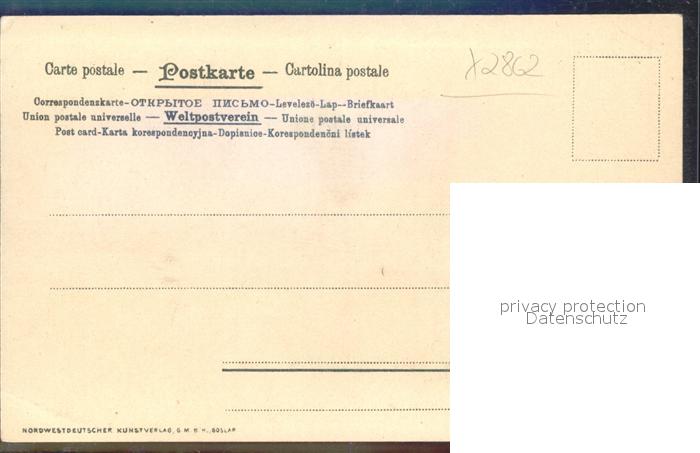 Carte postale — Postkarte — Cartolina postale
X2862
Correspondenzkarte-ОТКРЫТОЕ ПИСЬМО-Levelező-Lap--Briefkaart
Union postale universelle — Weltpostverein — Unione postale universale
Post card-Karta korespondencyjna-Dopisnice-Korespondenční lístek
privacy protection
Datenschutz
NORDWESTDEUTSCHER KUNSTVERLAG, G. M. B. H., GOSLAR